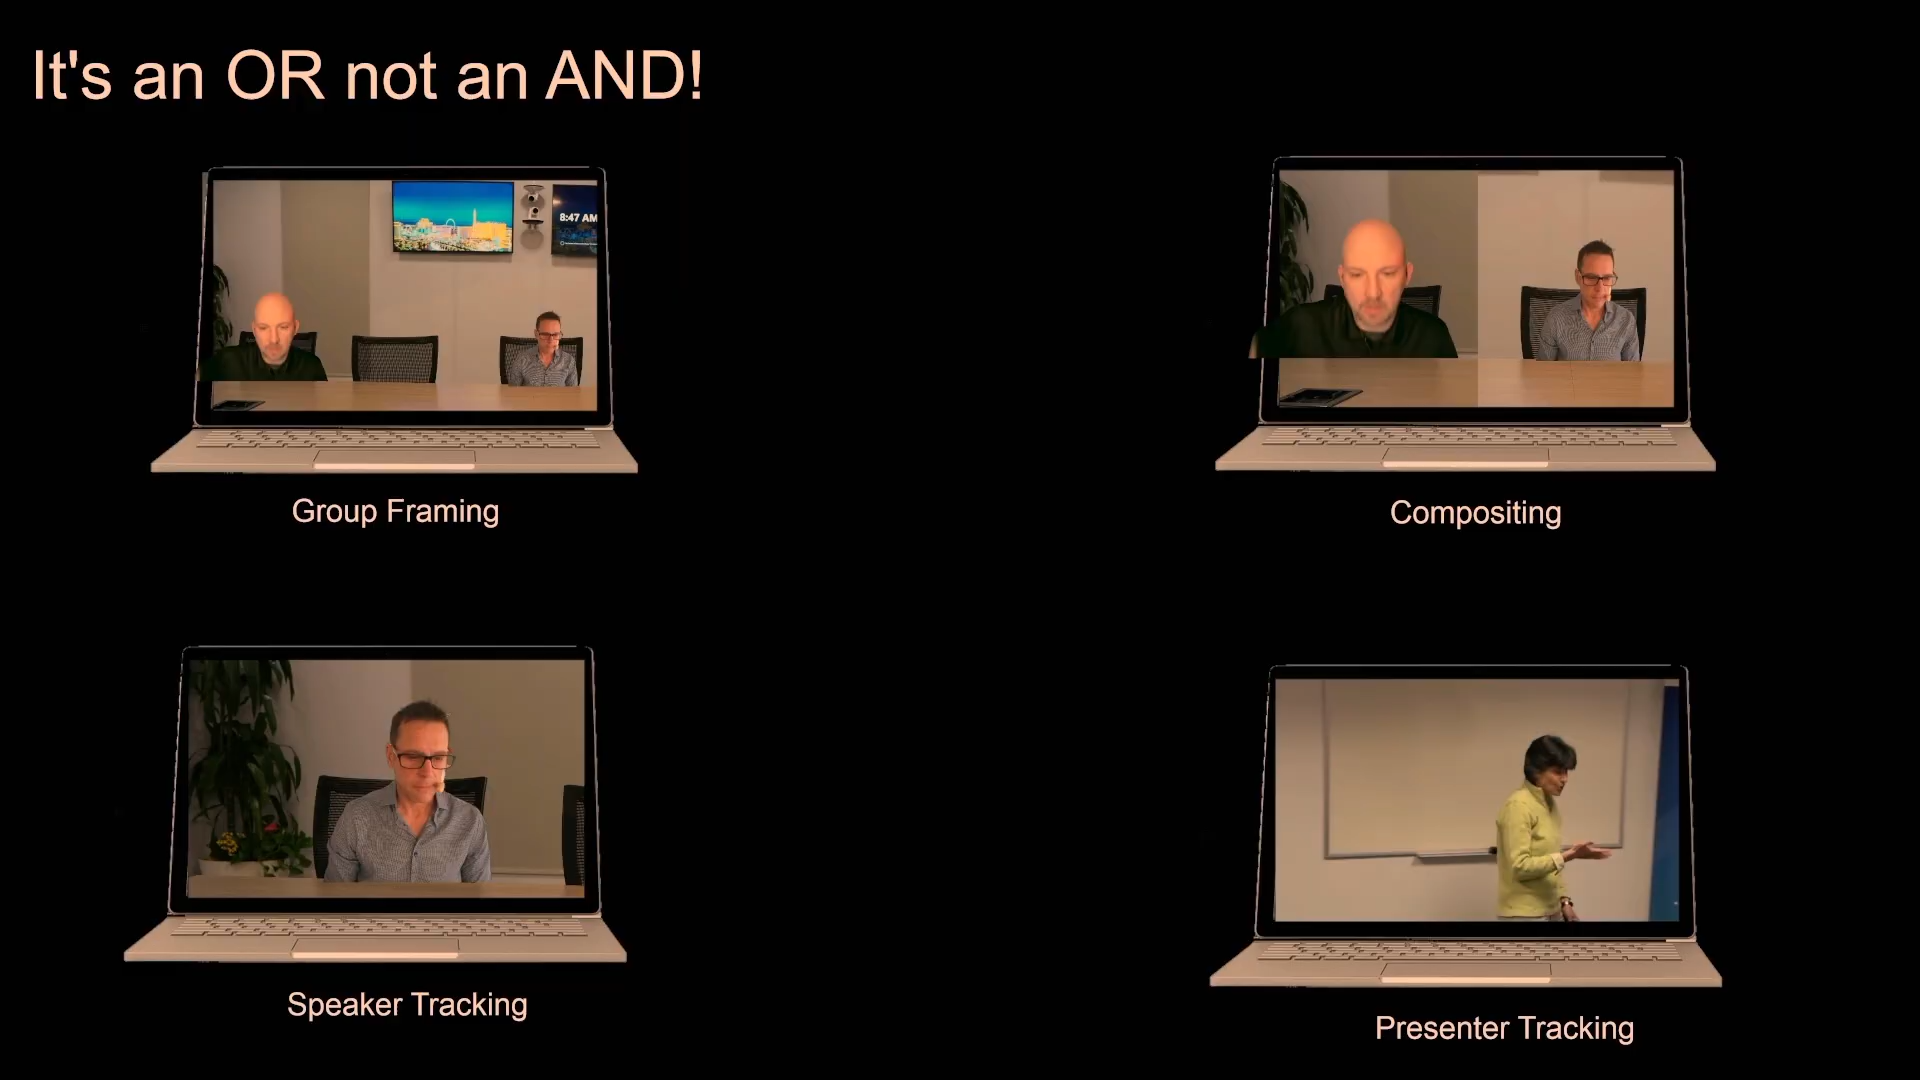 It's an OR not an AND!
8:47 AM
Group Framing
Compositing
Speaker Tracking
Presenter Tracking